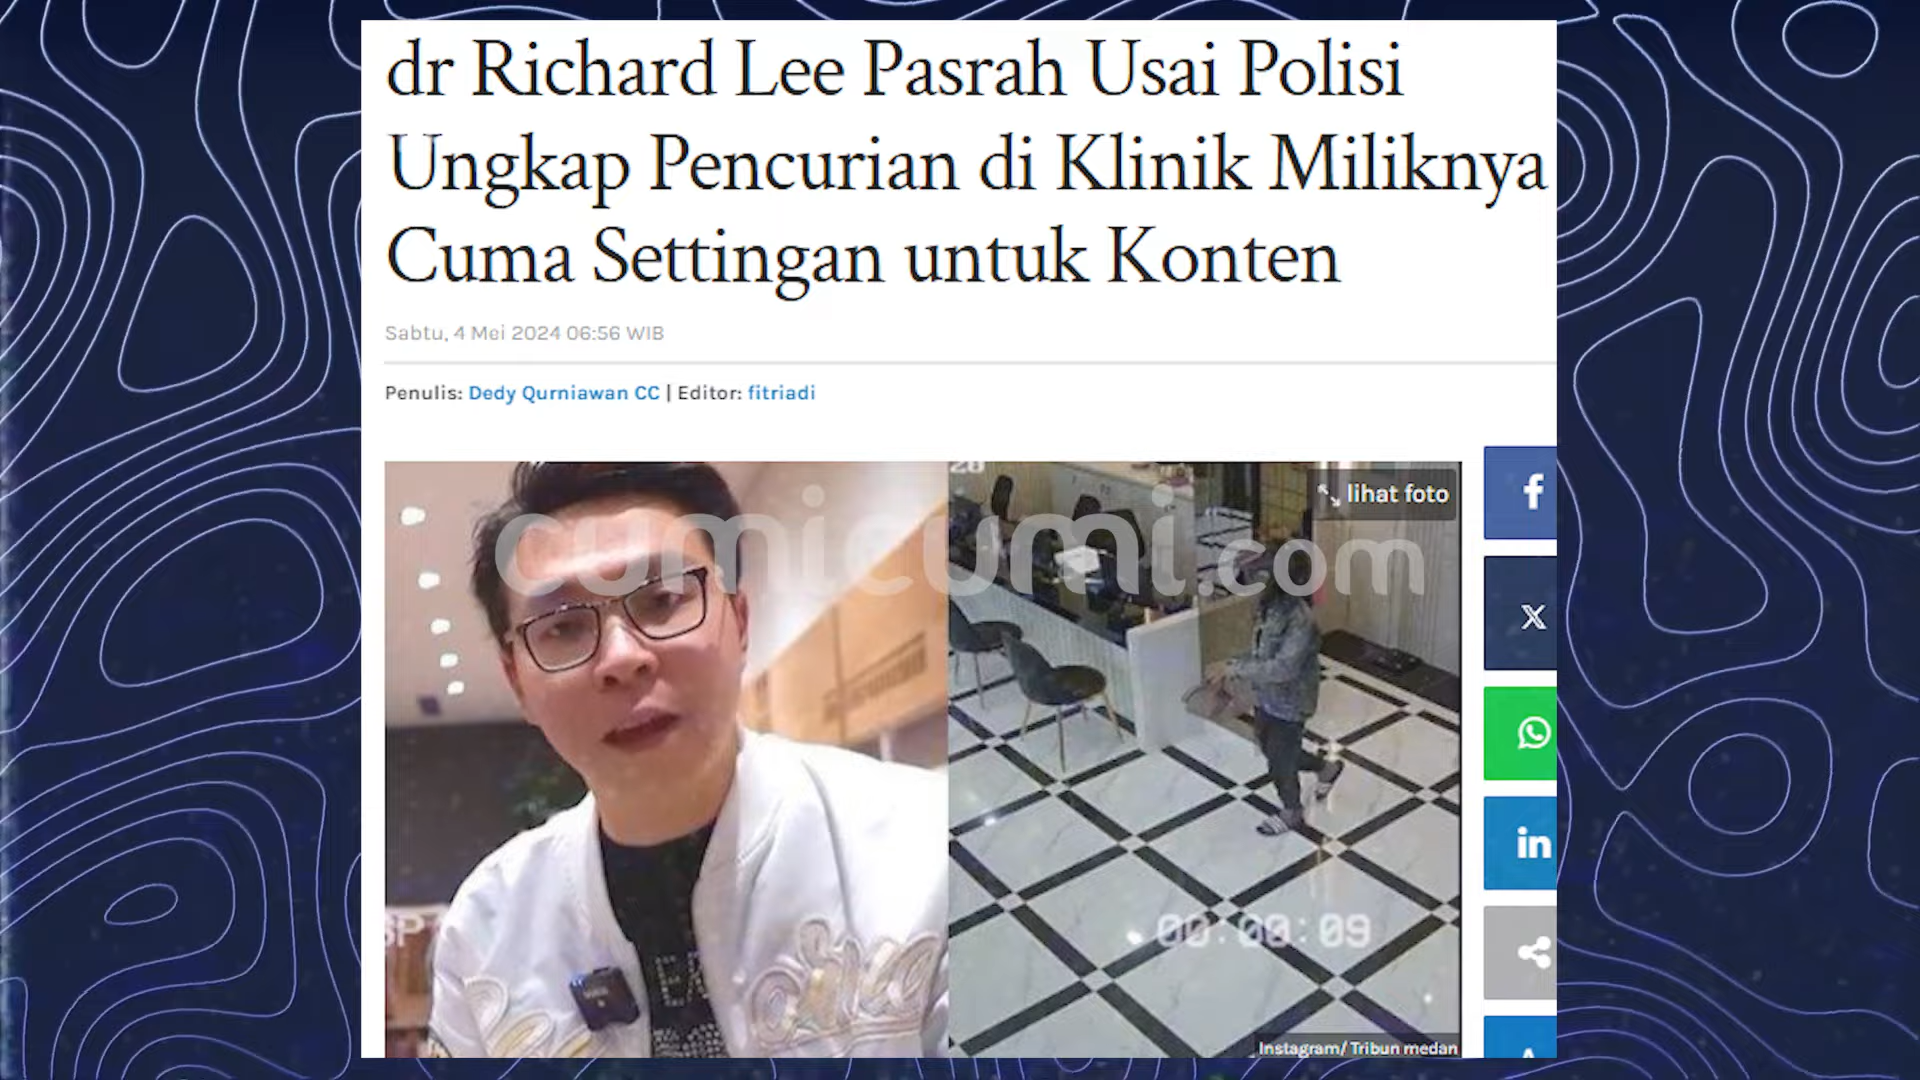 dr Richard Lee Pasrah Usai Polisi
Ungkap Pencurian di Klinik Miliknya
Cuma Settingan untuk Konten
Sabtu, 4 Mei 2024 06:56 WIB
Penulis: Dedy Qurniawan CC | Editor: fitriadi
lihat foto
cumicumi.com
00:00:09
Instagram/ Tribun medan